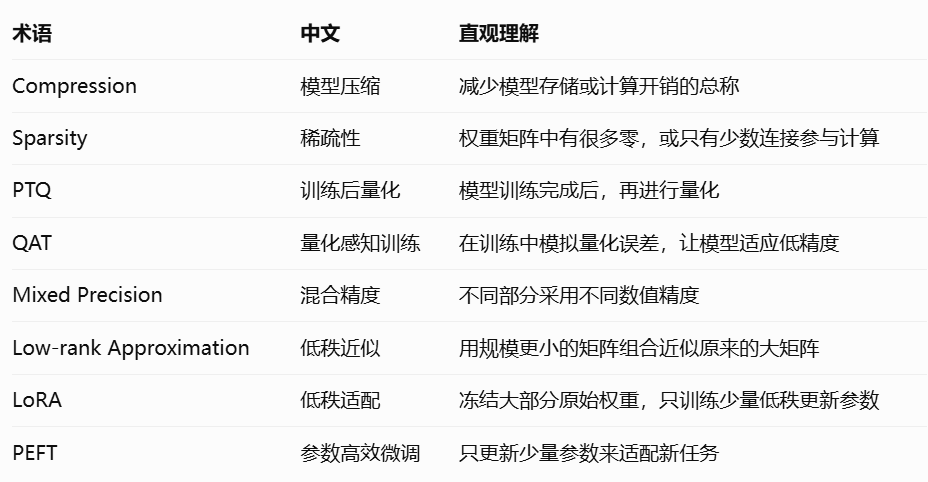 术语 中文 直观理解
Compression 模型压缩 减少模型存储或计算开销的总称
Sparsity 稀疏性 权重矩阵中有很多零，或只有少数连接参与计算
PTQ 训练后量化 模型训练完成后，再进行量化
QAT 量化感知训练 在训练中模拟量化误差，让模型适应低精度
Mixed Precision 混合精度 不同部分采用不同数值精度
Low-rank Approximation 低秩近似 用规模更小的矩阵组合近似原来的大矩阵
LoRA 低秩适配 冻结大部分原始权重，只训练少量低秩更新参数
PEFT 参数高效微调 只更新少量参数来适配新任务